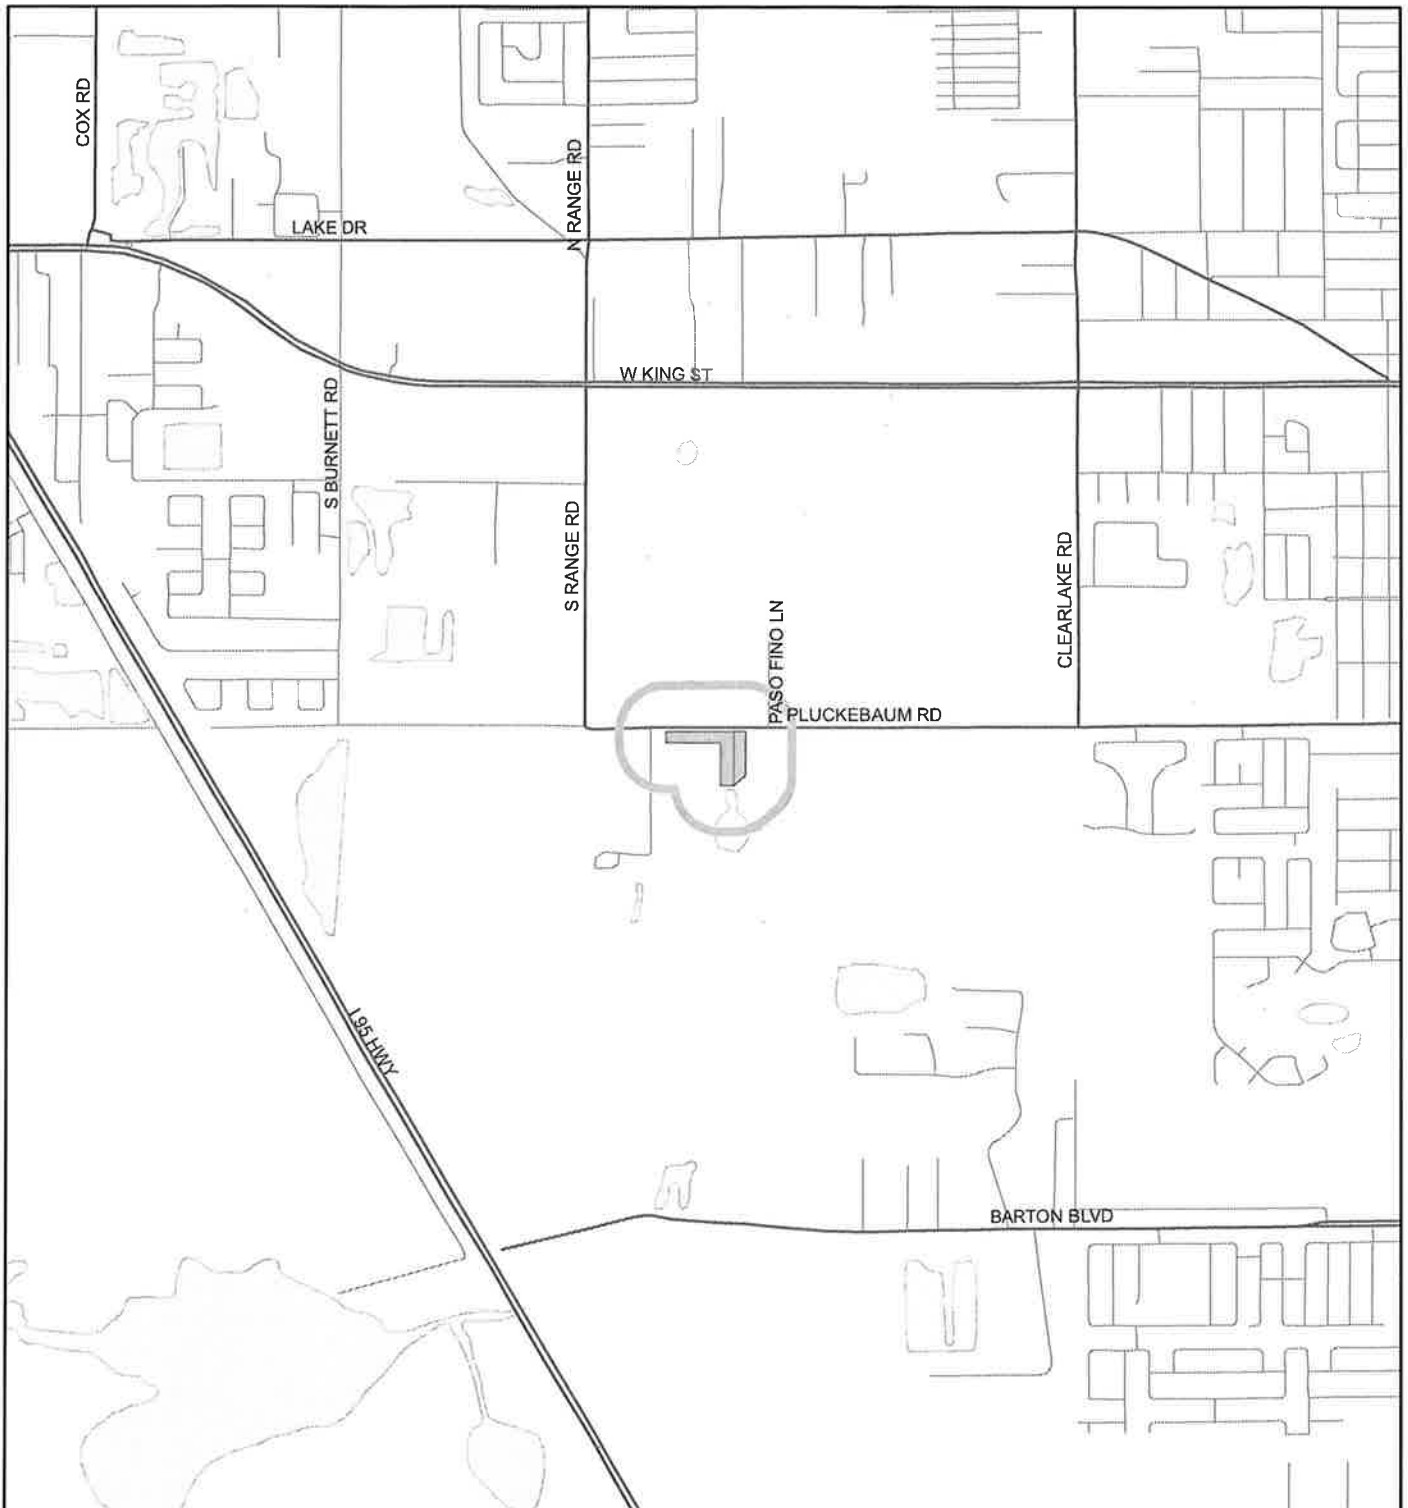 COX RD
N RANGE RD
LAKE DR
W KING ST
S BURNETT RD
S RANGE RD
CLEARLAKE RD
PASO FINO LN
PLUCKEBAUM RD
I 95 HWY
BARTON BLVD